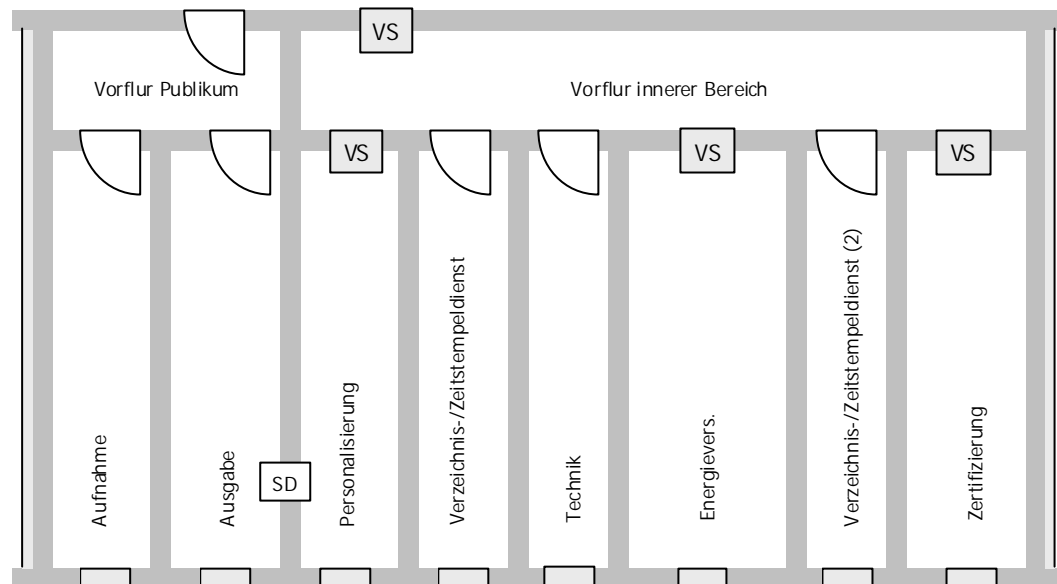 VS
Vorflur Publikum
Vorflur innerer Bereich
VS
VS
VS
Aufnahme
Ausgabe
SD
Personalisierung
Verzeichnis-/Zeitstempeldienst
Technik
Energievers.
Verzeichnis-/Zeitstempeldienst (2)
Zertifizierung